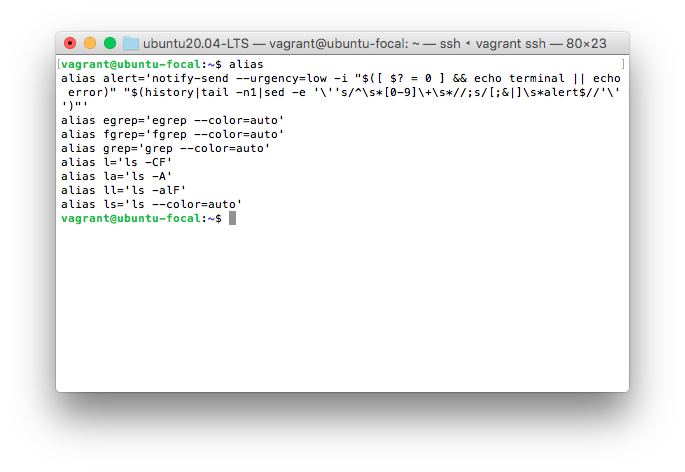 ubuntu20.04-LTS — vagrant@ubuntu-focal: ~ — ssh ◂ vagrant ssh — 80×23
[vagrant@ubuntu-focal:~$ alias ]
alias alert='notify-send --urgency=low -i "$([ $? = 0 ] && echo terminal || echo
 error)" "$(history|tail -n1|sed -e '\''s/^\s*[0-9]\+\s*//;s/[;&|]\s*alert$//'\'
')"'
alias egrep='egrep --color=auto'
alias fgrep='fgrep --color=auto'
alias grep='grep --color=auto'
alias l='ls -CF'
alias la='ls -A'
alias ll='ls -alF'
alias ls='ls --color=auto'
vagrant@ubuntu-focal:~$